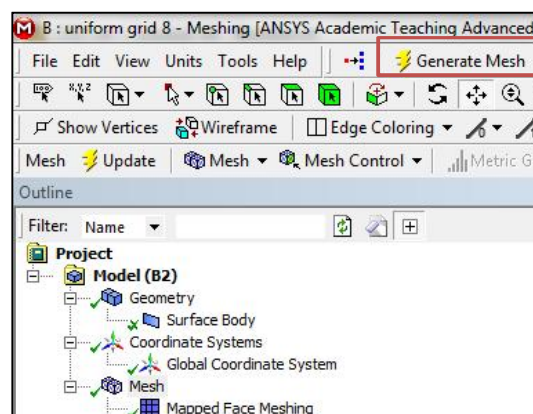 B : uniform grid 8 - Meshing [ANSYS Academic Teaching Advanced
File Edit View Units Tools Help Generate Mesh
Show Vertices Wireframe Edge Coloring
Mesh Update Mesh Mesh Control Metric G
Outline
Filter: Name
Project
Model (B2)
Geometry
Surface Body
Coordinate Systems
Global Coordinate System
Mesh
Mapped Face Meshing